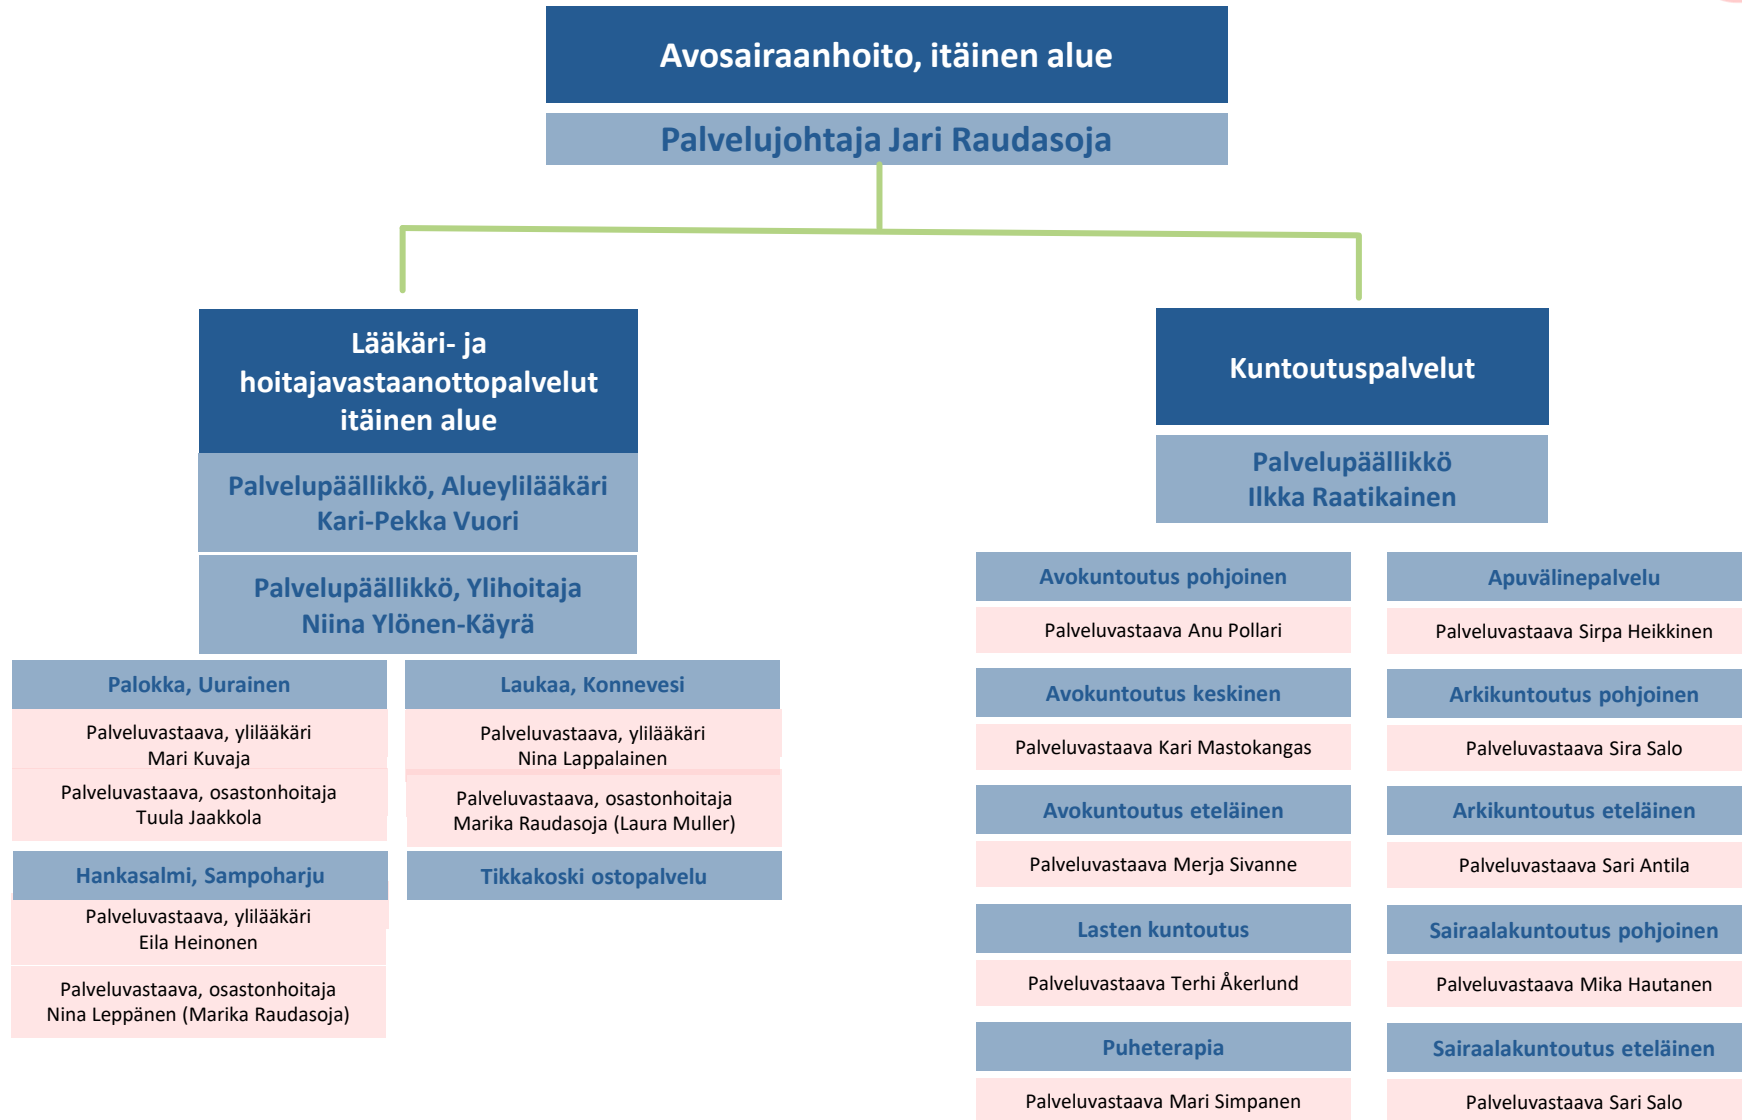 Avosairaanhoito, itäinen alue
Palvelujohtaja Jari Raudasoja
Lääkäri- ja
hoitajavastaanottopalvelut
itäinen alue
Palvelupäällikkö, Alueylilääkäri
Kari-Pekka Vuori
Palvelupäällikkö, Ylihoitaja
Niina Ylönen-Käyrä
Palokka, Uurainen
Palveluvastaava, ylilääkäri
Mari Kuvaja
Palveluvastaava, osastonhoitaja
Tuula Jaakkola
Laukaa, Konnevesi
Palveluvastaava, ylilääkäri
Nina Lappalainen
Palveluvastaava, osastonhoitaja
Marika Raudasoja (Laura Muller)
Hankasalmi, Sampoharju
Palveluvastaava, ylilääkäri
Eila Heinonen
Palveluvastaava, osastonhoitaja
Nina Leppänen (Marika Raudasoja)
Tikkakoski ostopalvelu
Kuntoutuspalvelut
Palvelupäällikkö
Ilkka Raatikainen
Avokuntoutus pohjoinen
Palveluvastaava Anu Pollari
Avokuntoutus keskinen
Palveluvastaava Kari Mastokangas
Avokuntoutus eteläinen
Palveluvastaava Merja Sivanne
Lasten kuntoutus
Palveluvastaava Terhi Åkerlund
Puheterapia
Palveluvastaava Mari Simpanen
Apuvälinepalvelu
Palveluvastaava Sirpa Heikkinen
Arkikuntoutus pohjoinen
Palveluvastaava Sira Salo
Arkikuntoutus eteläinen
Palveluvastaava Sari Antila
Sairaalakuntoutus pohjoinen
Palveluvastaava Mika Hautanen
Sairaalakuntoutus eteläinen
Palveluvastaava Sari Salo